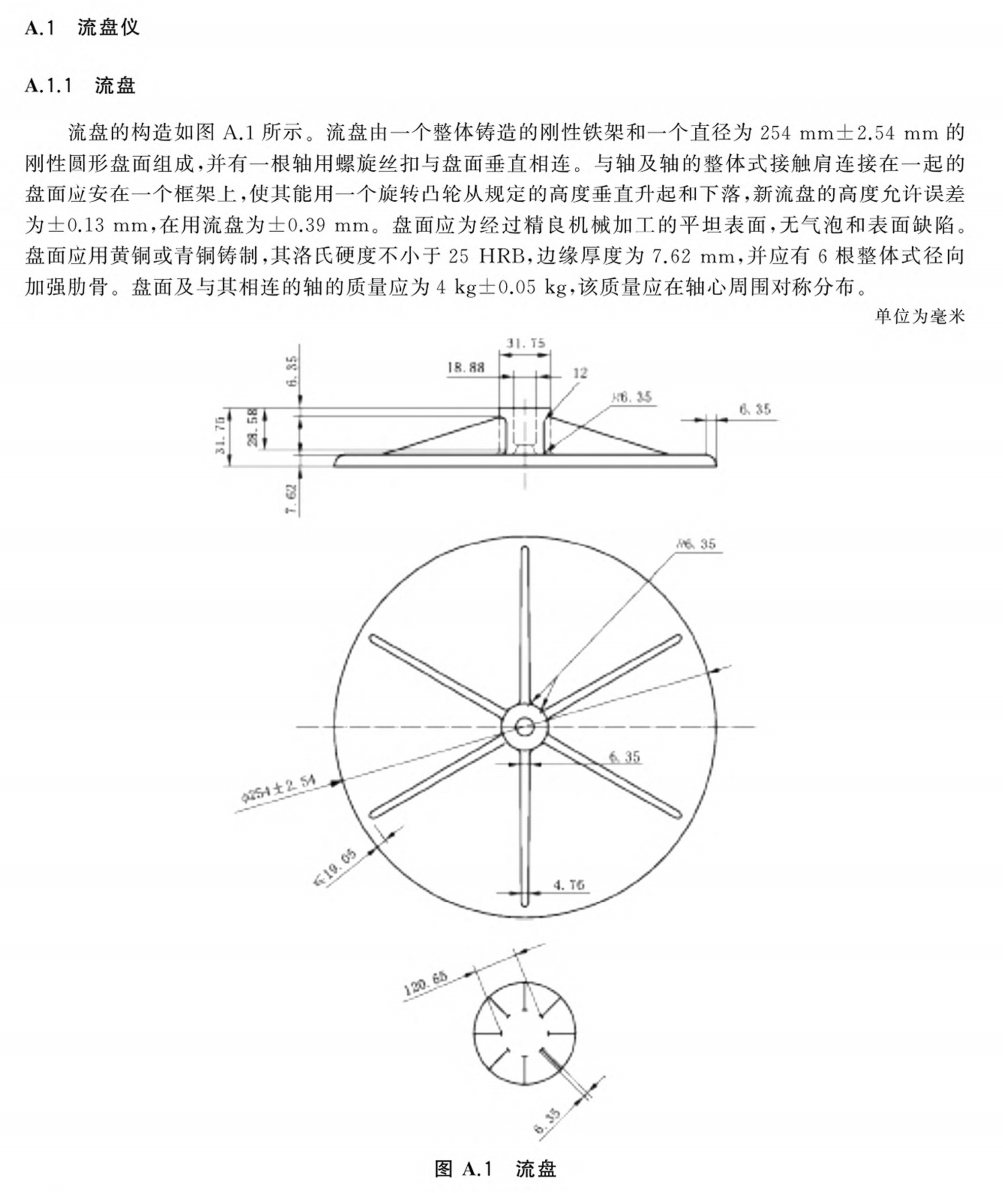 A.1 流盘仪
A.1.1 流盘
流盘的构造如图 A.1 所示。流盘由一个整体铸造的刚性铁架和一个直径为 254 mm±2.54 mm 的
刚性圆形盘面组成,并有一根轴用螺旋丝扣与盘面垂直相连。与轴及轴的整体式接触肩连接在一起的
盘面应安在一个框架上,使其能用一个旋转凸轮从规定的高度垂直升起和下落,新流盘的高度允许误差
为±0.13 mm,在用流盘为±0.39 mm。盘面应为经过精良机械加工的平坦表面,无气泡和表面缺陷。
盘面应用黄铜或青铜铸制,其洛氏硬度不小于 25 HRB,边缘厚度为 7.62 mm,并应有 6 根整体式径向
加强肋骨。盘面及与其相连的轴的质量应为 4 kg±0.05 kg,该质量应在轴心周围对称分布。
单位为毫米
31.75
18.88
12
6.35
R6.35
6.35
31.75
28.58
7.62
R6.35
6.35
φ254±2.54
≤19.05
4.76
120.65
6.35
图 A.1 流盘